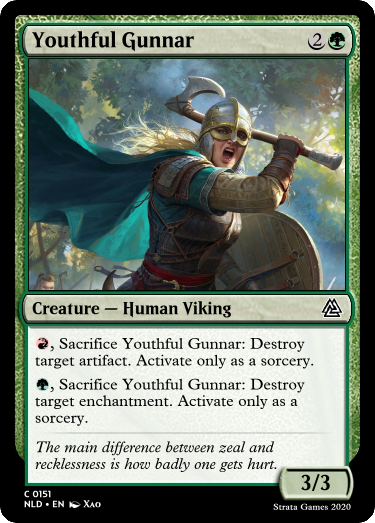 Youthful Gunnar 2
Creature — Human Viking
, Sacrifice Youthful Gunnar: Destroy
target artifact. Activate only as a sorcery.
, Sacrifice Youthful Gunnar: Destroy
target enchantment. Activate only as a
sorcery.
The main difference between zeal and
recklessness is how badly one gets hurt.
3/3
C 0151
NLD • EN Xao
Strata Games 2020